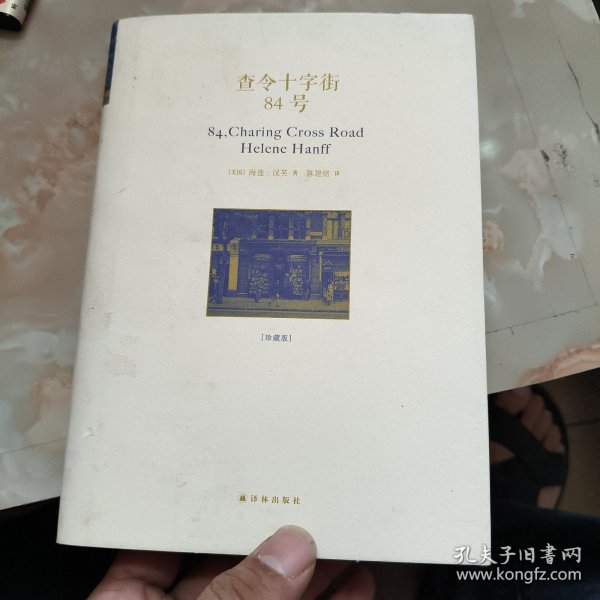 查令十字街
84号
84,Charing Cross Road
Helene Hanff
[美国] 海莲·汉芙 著 陈建铭 译
[珍藏版]
译林出版社
孔夫子旧书网
www.kongfz.com